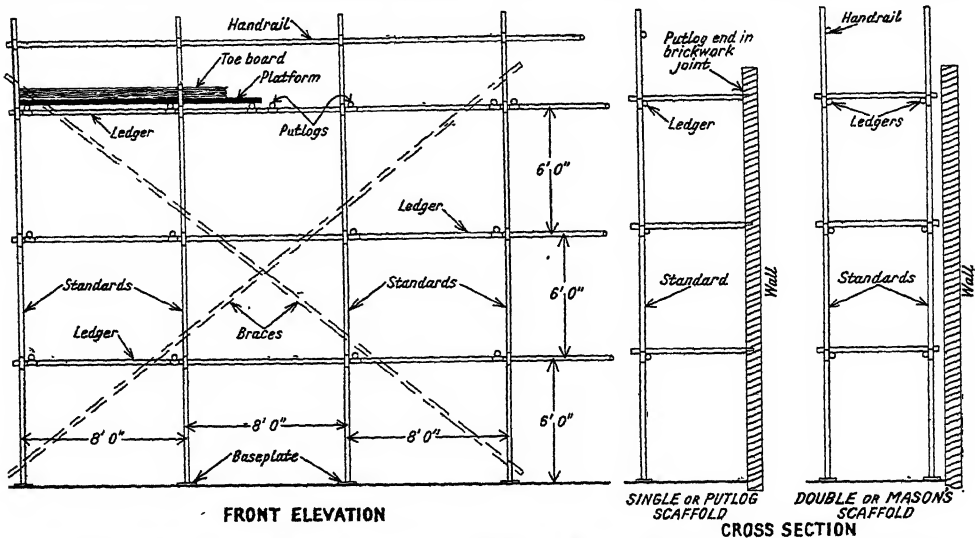 Handrail
Toe board
Platform
Ledger
Putlogs
6' 0"
Ledger
Standards
Standards
6' 0"
Ledger
Braces
8' 0"
8' 0"
8' 0"
6' 0"
Baseplate
FRONT ELEVATION
Putlog end in
brickwork
joint
Ledger
Standard
Wall
SINGLE OR PUTLOG
SCAFFOLD
Handrail
Ledgers
Standards
Wall
DOUBLE OR MASONS
SCAFFOLD
CROSS SECTION